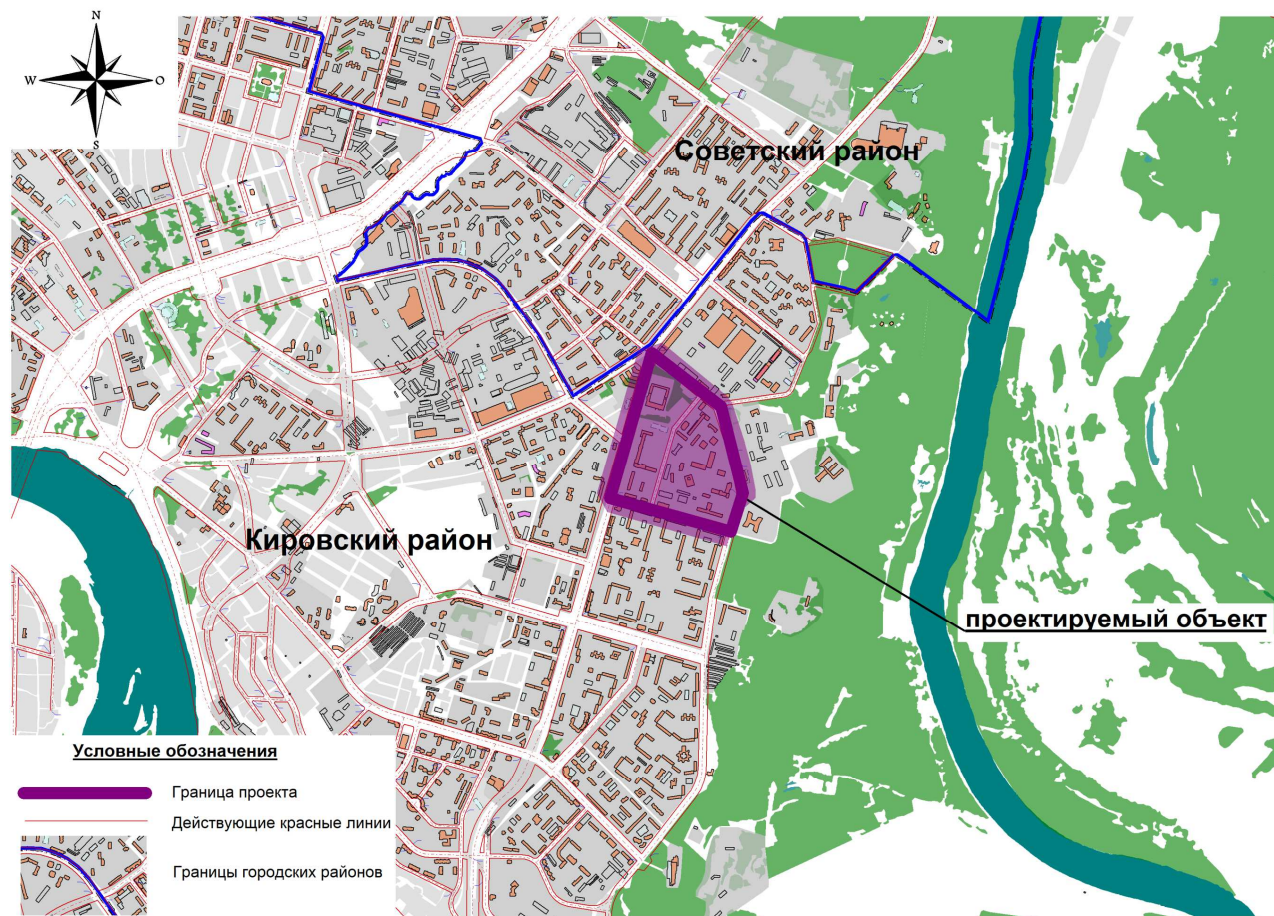 N
W
O
S
Советский район
Кировский район
проектируемый объект
Условные обозначения
Граница проекта
Действующие красные линии
Границы городских районов